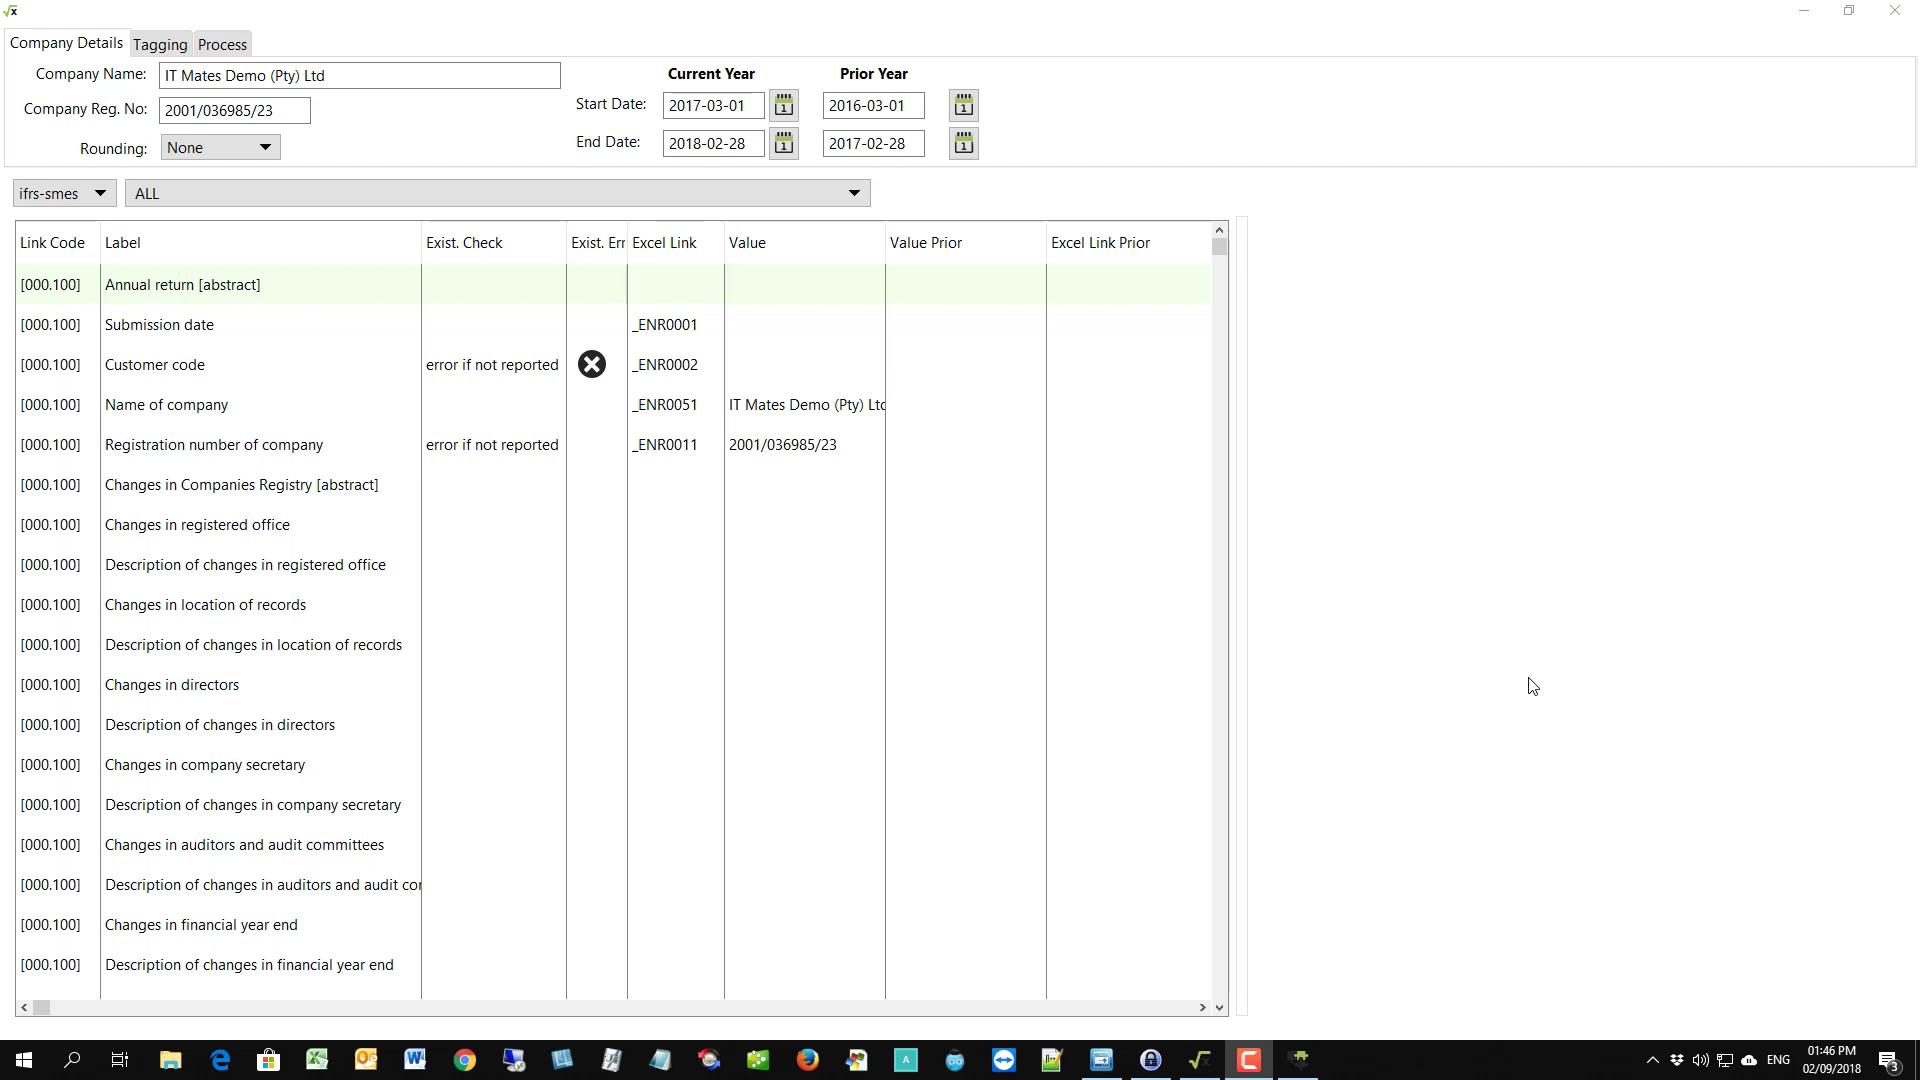 Company Details Tagging Process
Company Name: IT Mates Demo (Pty) Ltd
Company Reg. No: 2001/036985/23
Rounding: None
Current Year Prior Year
Start Date: 2017-03-01 2016-03-01
End Date: 2018-02-28 2017-02-28
ifrs-smes ALL
Link Code Label Exist. Check Exist. Err Excel Link Value Value Prior Excel Link Prior
[000.100] Annual return [abstract]
[000.100] Submission date _ENR0001
[000.100] Customer code error if not reported _ENR0002
[000.100] Name of company _ENR0051 IT Mates Demo (Pty) Ltd
[000.100] Registration number of company error if not reported _ENR0011 2001/036985/23
[000.100] Changes in Companies Registry [abstract]
[000.100] Changes in registered office
[000.100] Description of changes in registered office
[000.100] Changes in location of records
[000.100] Description of changes in location of records
[000.100] Changes in directors
[000.100] Description of changes in directors
[000.100] Changes in company secretary
[000.100] Description of changes in company secretary
[000.100] Changes in auditors and audit committees
[000.100] Description of changes in auditors and audit co
[000.100] Changes in financial year end
[000.100] Description of changes in financial year end
ENG
01:46 PM
02/09/2018
3